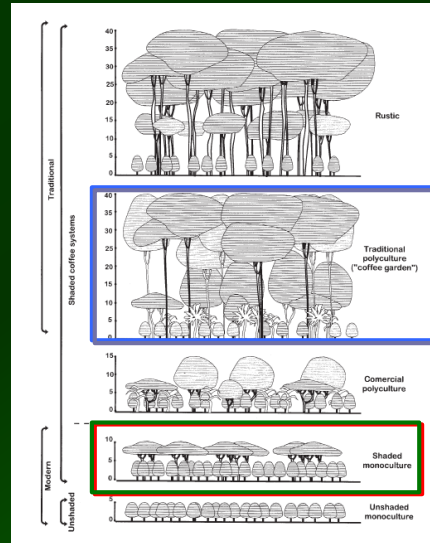 40
35
30
25
20
15
10
5
0
Rustic
40
35
30
25
20
15
10
5
0
Traditional
polyculture
("coffee garden")
15
10
5
0
Comercial
polyculture
10
5
0
Shaded
monoculture
5
0
Unshaded
monoculture
Traditional
Shaded coffee systems
Modern
Unshaded